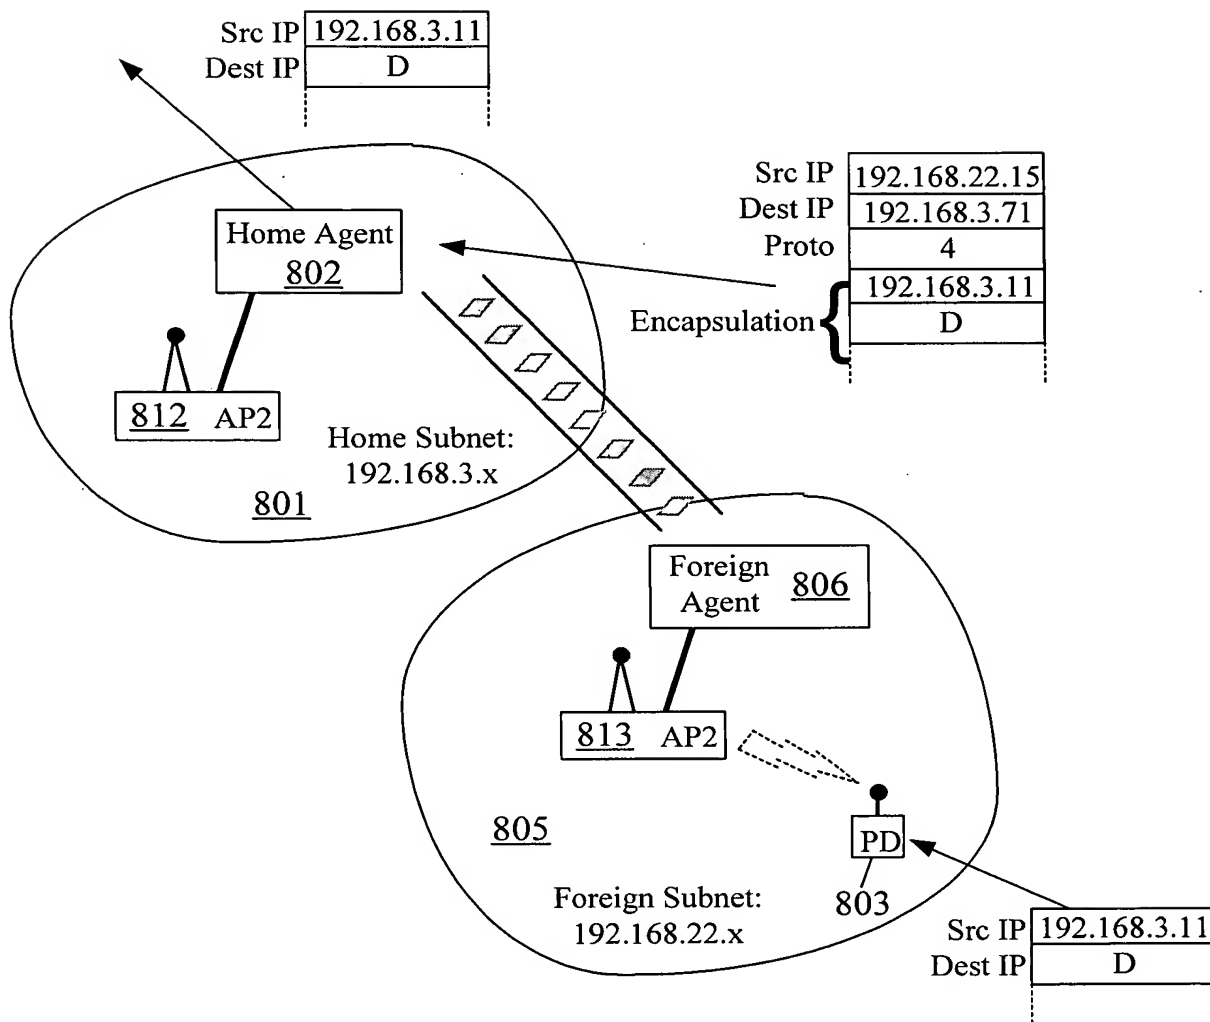 Src IP 192.168.3.11
Dest IP D
Src IP 192.168.22.15
Dest IP 192.168.3.71
Proto 4
192.168.3.11
Encapsulation D
Home Agent
802
812 AP2
Home Subnet:
192.168.3.x
801
Foreign
Agent 806
813 AP2
805
PD
803
Foreign Subnet:
192.168.22.x
Src IP 192.168.3.11
Dest IP D